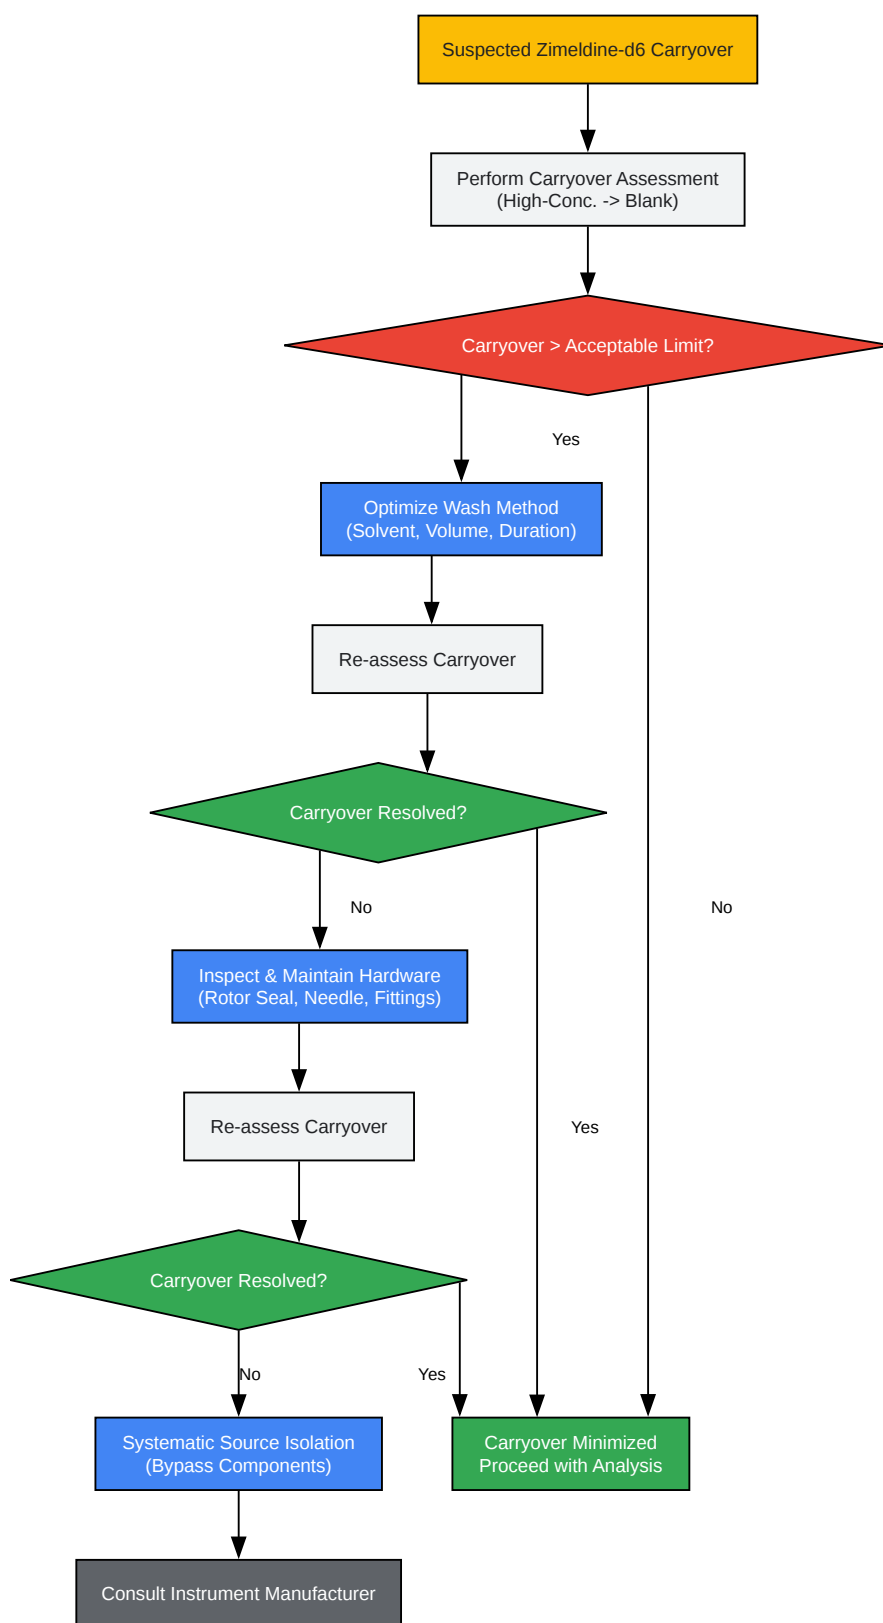 Suspected Zimeldine-d6 Carryover
Perform Carryover Assessment
(High-Conc. -> Blank)
Carryover > Acceptable Limit?
Yes
Optimize Wash Method
(Solvent, Volume, Duration)
Re-assess Carryover
Carryover Resolved?
No
No
Inspect & Maintain Hardware
(Rotor Seal, Needle, Fittings)
Re-assess Carryover
Yes
Carryover Resolved?
No
Yes
Systematic Source Isolation
(Bypass Components)
Carryover Minimized
Proceed with Analysis
Consult Instrument Manufacturer